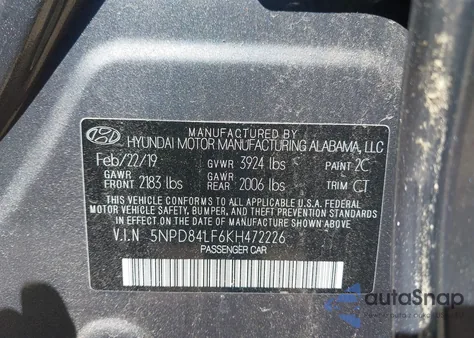 MANUFACTURED BY
HYUNDAI MOTOR MANUFACTURING ALABAMA, LLC
Feb/22/19 GVWR 3924 lbs PAINT 2C
GAWR FRONT 2183 lbs GAWR REAR 2006 lbs TRIM CT
THIS VEHICLE CONFORMS TO ALL APPLICABLE U.S.A. FEDERAL
MOTOR VEHICLE SAFETY, BUMPER, AND THEFT PREVENTION STANDARDS
IN EFFECT ON THE DATE OF MANUFACTURE SHOWN ABOVE.
V.I.N 5NPD84LF6KH472226
PASSENGER CAR
autoSnap